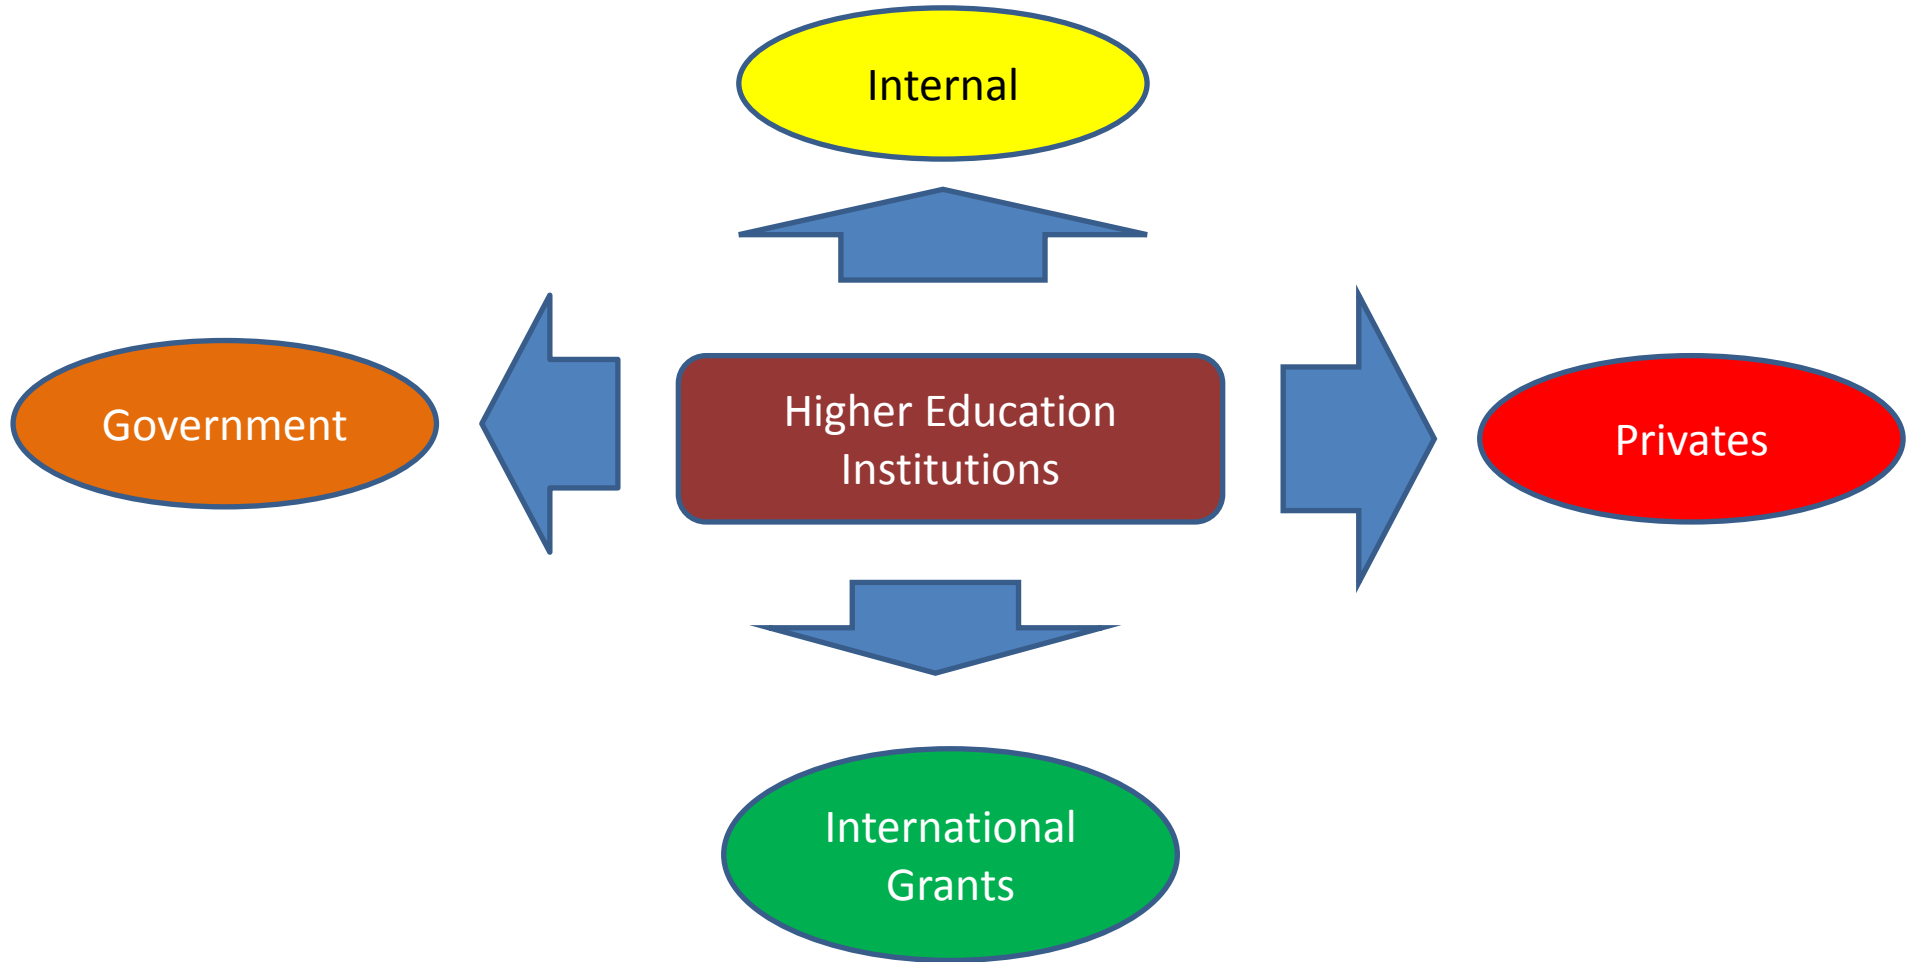 Internal
Government
Higher Education
Institutions
Privates
International
Grants